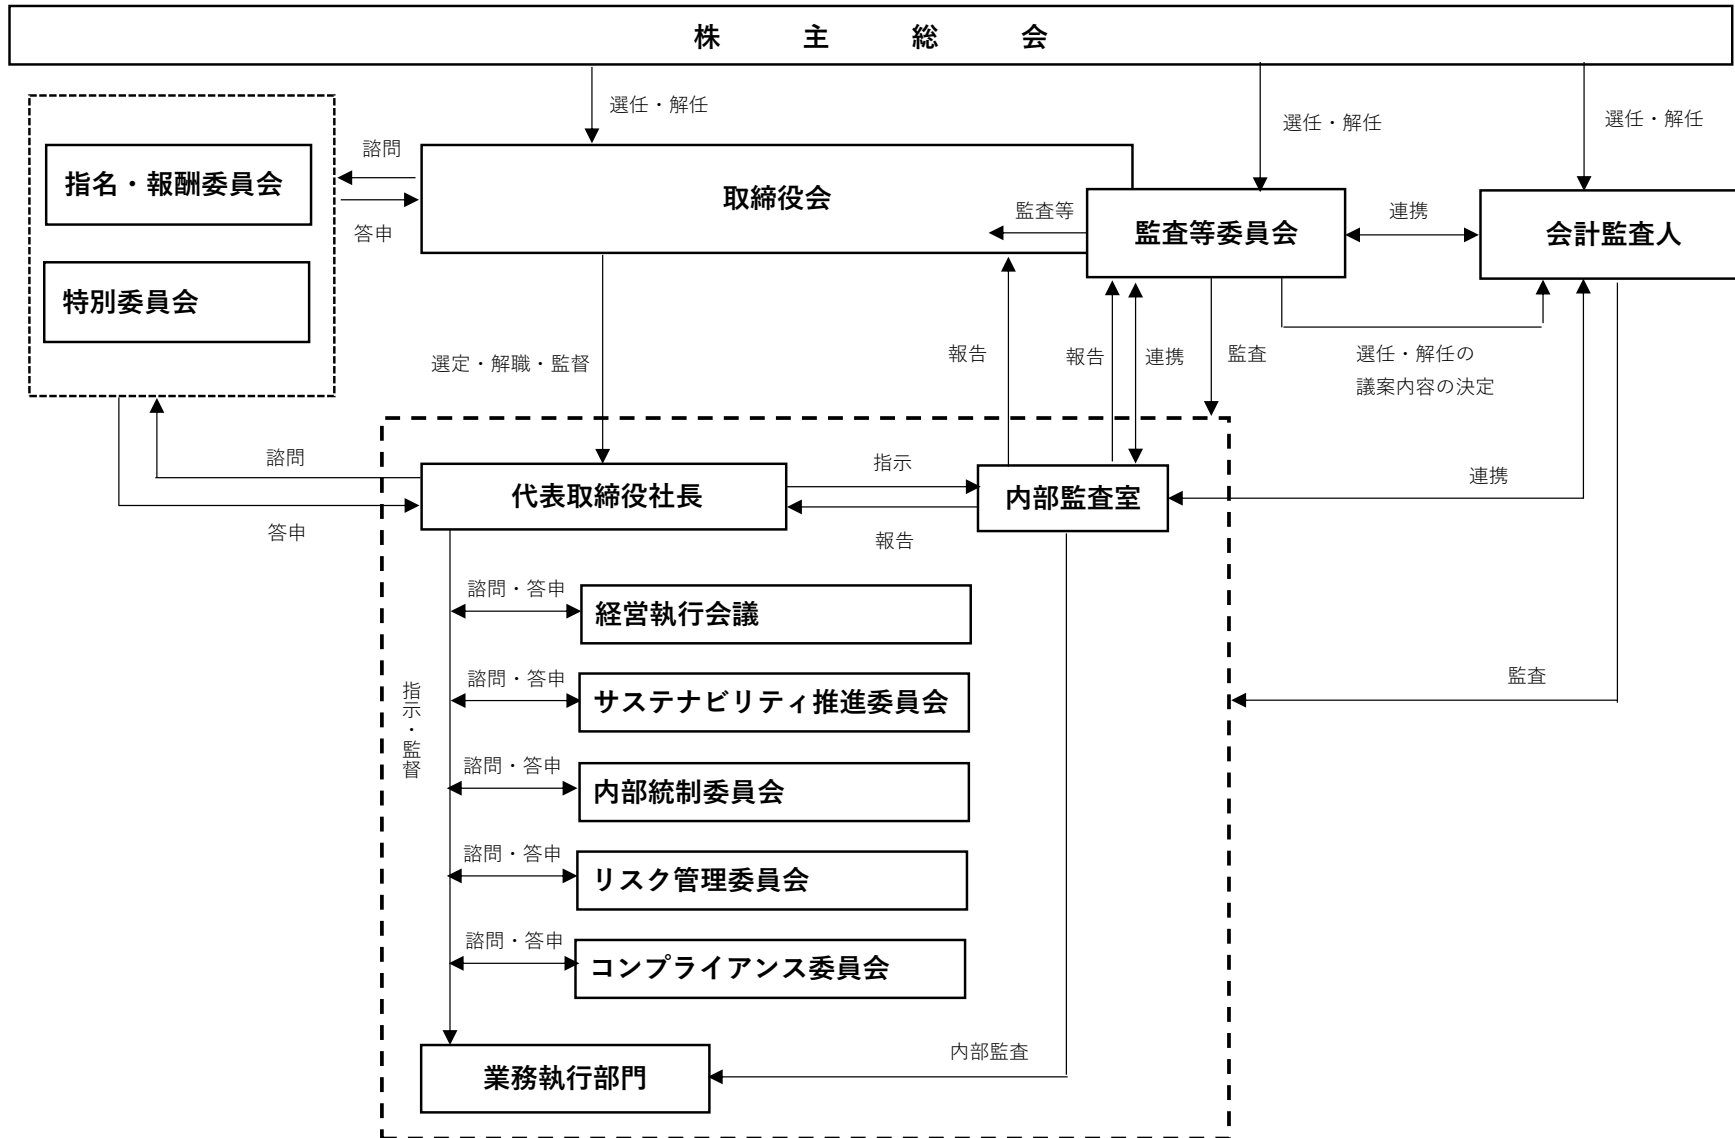 株主総会
選任・解任
選任・解任
選任・解任
諮問
答申
指名・報酬委員会
特別委員会
取締役会
監査等
監査等委員会
連携
会計監査人
選定・解職・監督
報告
報告
連携
監査
選任・解任の
議案内容の決定
諮問
答申
代表取締役社長
指示
報告
内部監査室
連携
諮問・答申
経営執行会議
諮問・答申
サステナビリティ推進委員会
指示・監督
監査
諮問・答申
内部統制委員会
諮問・答申
リスク管理委員会
諮問・答申
コンプライアンス委員会
内部監査
業務執行部門